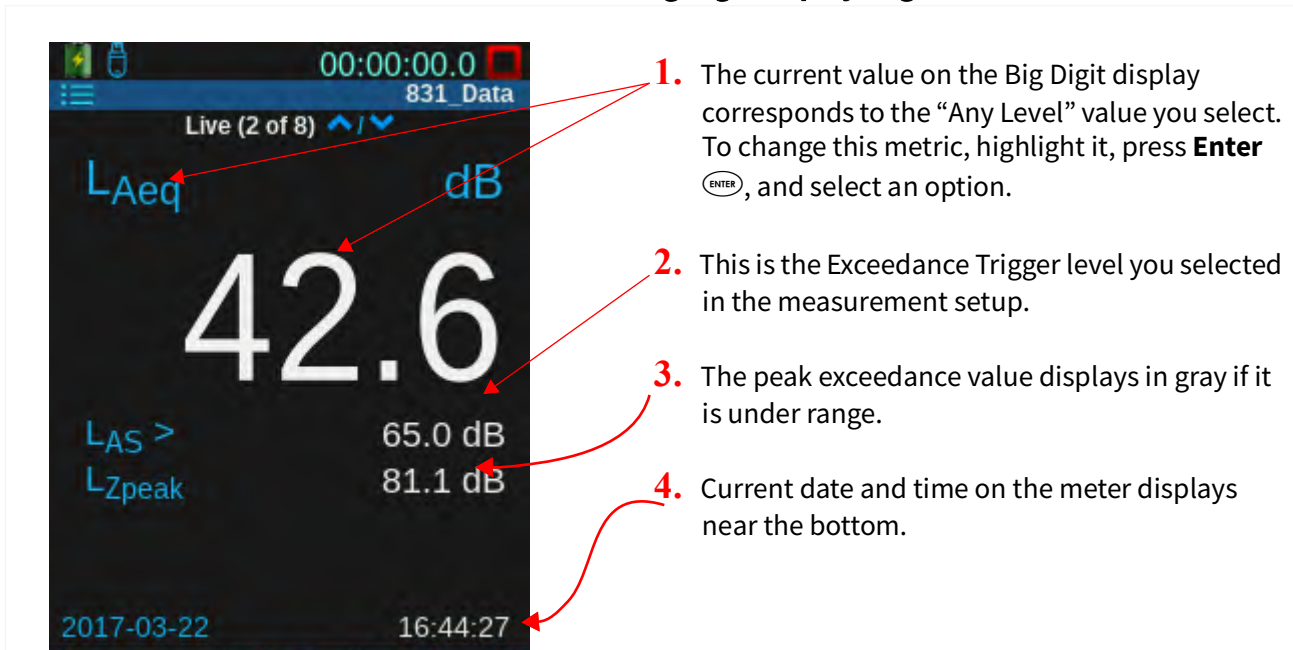 00:00:00.0
831_Data
Live (2 of 8) /
LAeq dB
42.6
LAS > 65.0 dB
LZpeak 81.1 dB
2017-03-22 16:44:27
1. The current value on the Big Digit display
corresponds to the “Any Level” value you select.
To change this metric, highlight it, press Enter
ENTER, and select an option.
2. This is the Exceedance Trigger level you selected
in the measurement setup.
3. The peak exceedance value displays in gray if it
is under range.
4. Current date and time on the meter displays
near the bottom.